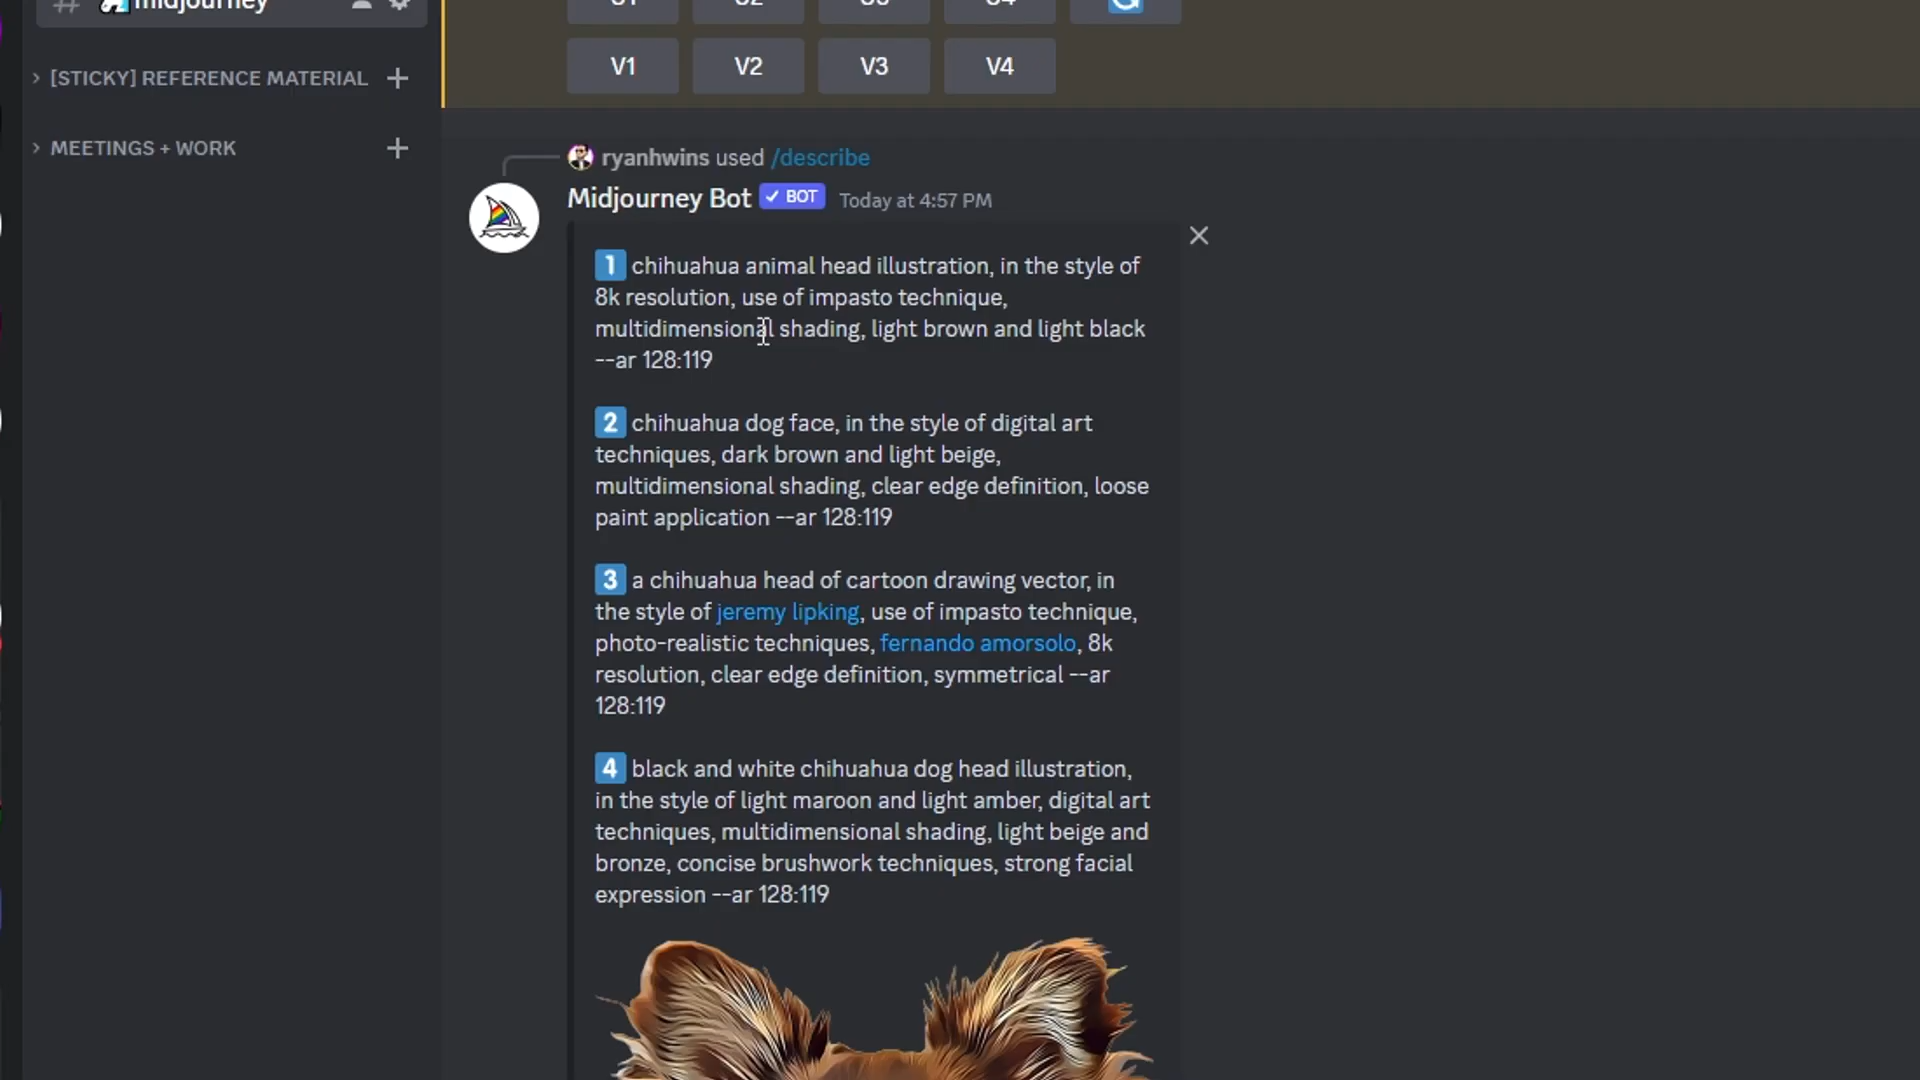 midjourney
[STICKY] REFERENCE MATERIAL
MEETINGS + WORK
V1 V2 V3 V4
ryanhwins used /describe
Midjourney Bot BOT Today at 4:57 PM
1 chihuahua animal head illustration, in the style of
8k resolution, use of impasto technique,
multidimensional shading, light brown and light black
--ar 128:119
2 chihuahua dog face, in the style of digital art
techniques, dark brown and light beige,
multidimensional shading, clear edge definition, loose
paint application --ar 128:119
3 a chihuahua head of cartoon drawing vector, in
the style of jeremy lipking, use of impasto technique,
photo-realistic techniques, fernando amorsolo, 8k
resolution, clear edge definition, symmetrical --ar
128:119
4 black and white chihuahua dog head illustration,
in the style of light maroon and light amber, digital art
techniques, multidimensional shading, light beige and
bronze, concise brushwork techniques, strong facial
expression --ar 128:119